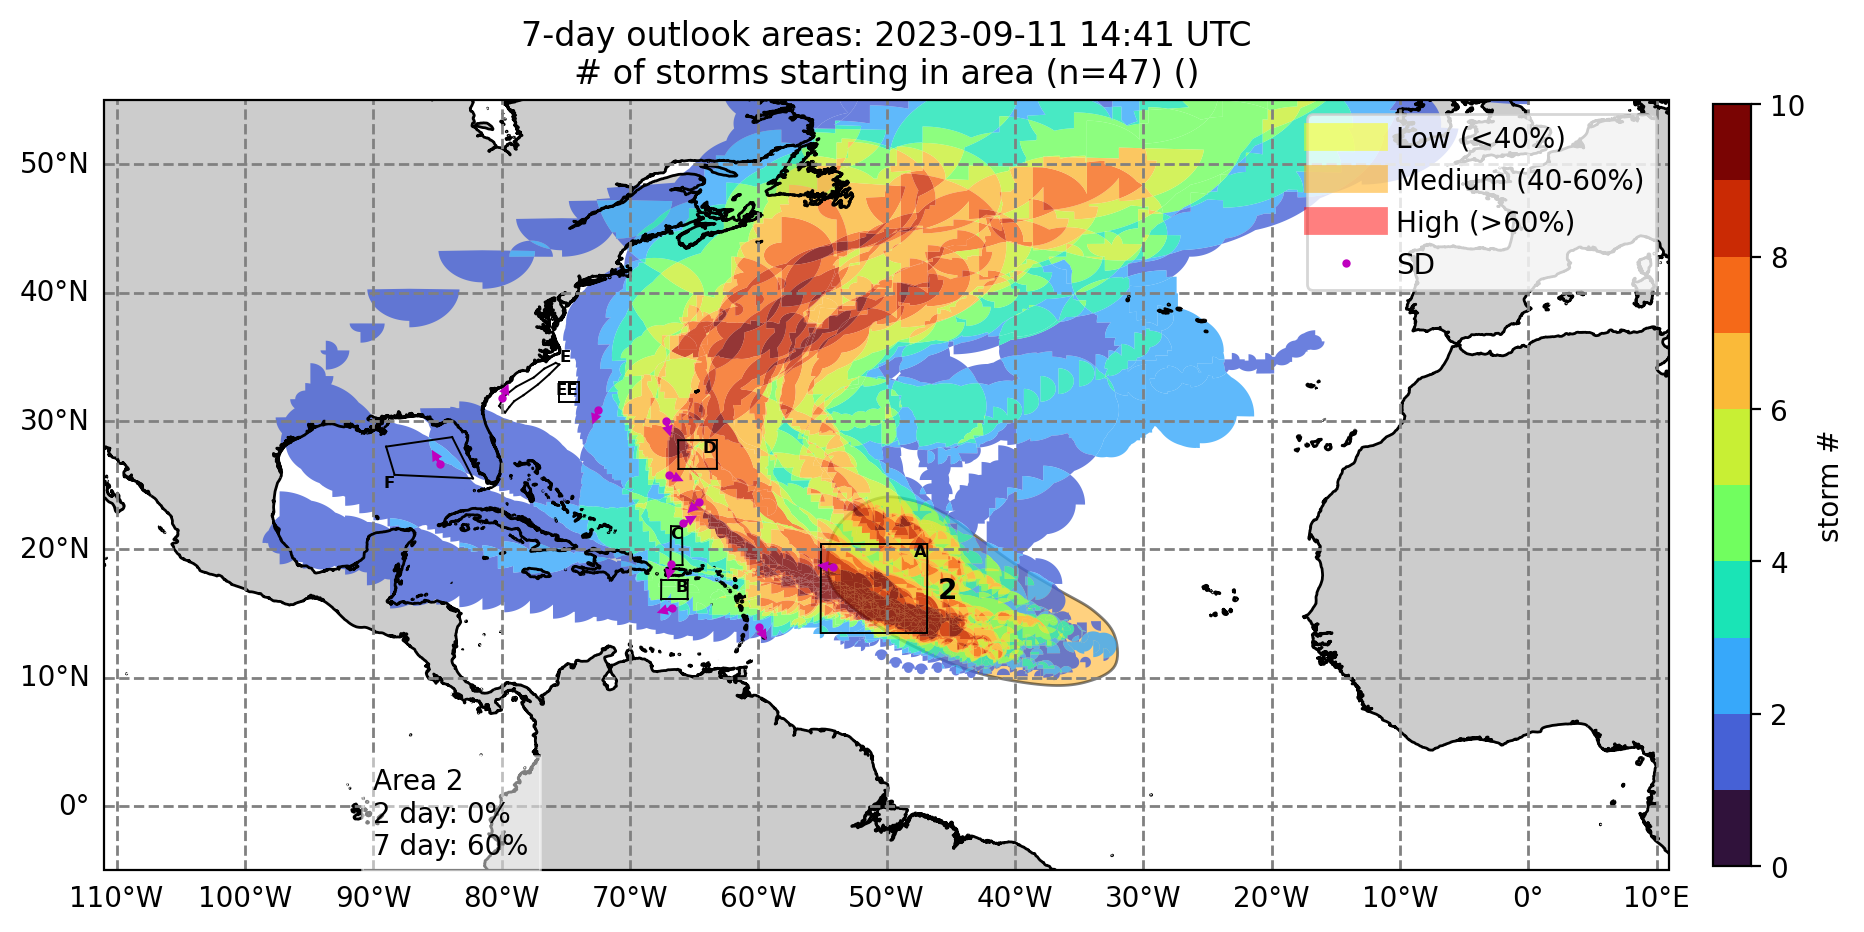 7-day outlook areas: 2023-09-11 14:41 UTC
# of storms starting in area (n=47) ()
Low (<40%)
Medium (40-60%)
High (>60%)
SD
50°N
40°N
30°N
20°N
10°N
0°
E
EE
D
F
C
A
B
2
Area 2
2 day: 0%
7 day: 60%
110°W 100°W 90°W 80°W 70°W 60°W 50°W 40°W 30°W 20°W 10°W 0° 10°E
10
8
6
4
2
0
storm #